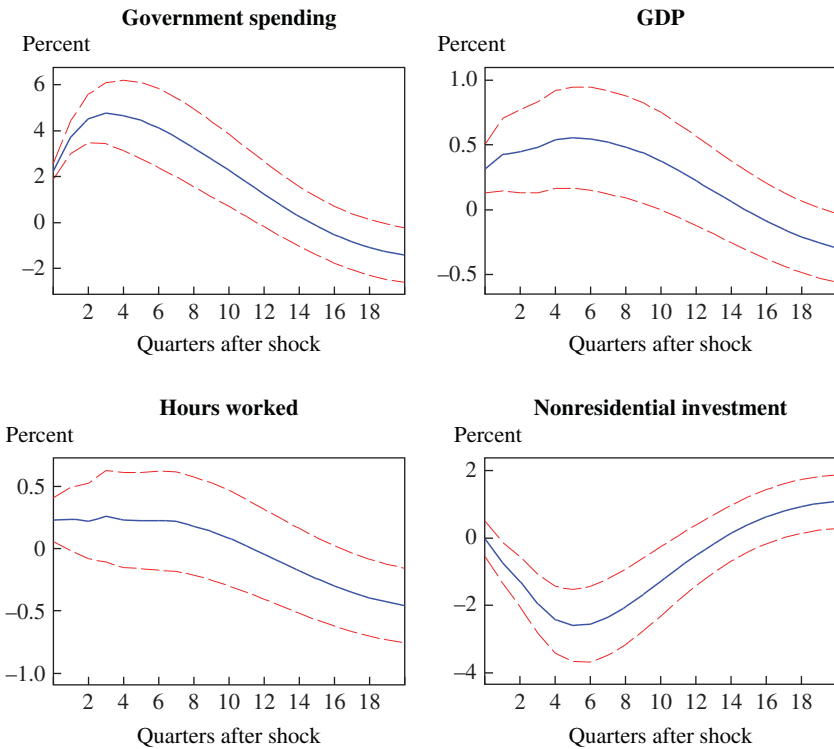 Government spending
Percent
6
4
2
0
–2
2 4 6 8 10 12 14 16 18
Quarters after shock
GDP
1.0
0.5
0
–0.5
2 4 6 8 10 12 14 16 18
Quarters after shock
Hours worked
Percent
0.5
0
–0.5
–1.0
2 4 6 8 10 12 14 16 18
Quarters after shock
Nonresidential investment
Percent
2
0
–2
–4
2 4 6 8 10 12 14 16 18
Quarters after shock